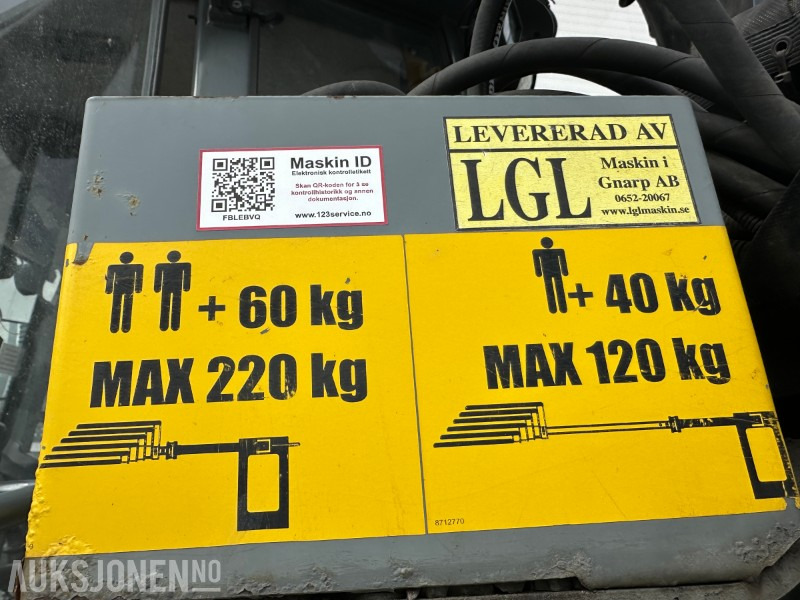 Maskin ID
Elektronisk kontrolletikett
Skan QR-koden for å se
kontrollhistorikk og annen
dokumentasjon.
www.123service.no
FBLEBVQ
LEVERERAD AV
LGL
Maskin i
Gnarp AB
0652-20067
www.lglmaskin.se
+ 60 kg
MAX 220 kg
+ 40 kg
MAX 120 kg
8712770
AUKSJONEN.NO